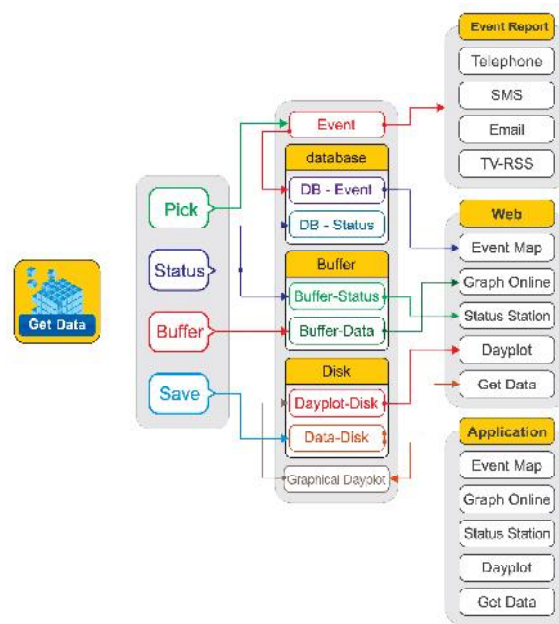 Get Data
Pick
Status
Buffer
Save
Event
database
DB - Event
DB - Status
Buffer
Buffer-Status
Buffer-Data
Disk
Dayplot-Disk
Data-Disk
Graphical Dayplot
Event Report
Telephone
SMS
Email
TV-RSS
Web
Event Map
Graph Online
Status Station
Dayplot
Get Data
Application
Event Map
Graph Online
Status Station
Dayplot
Get Data